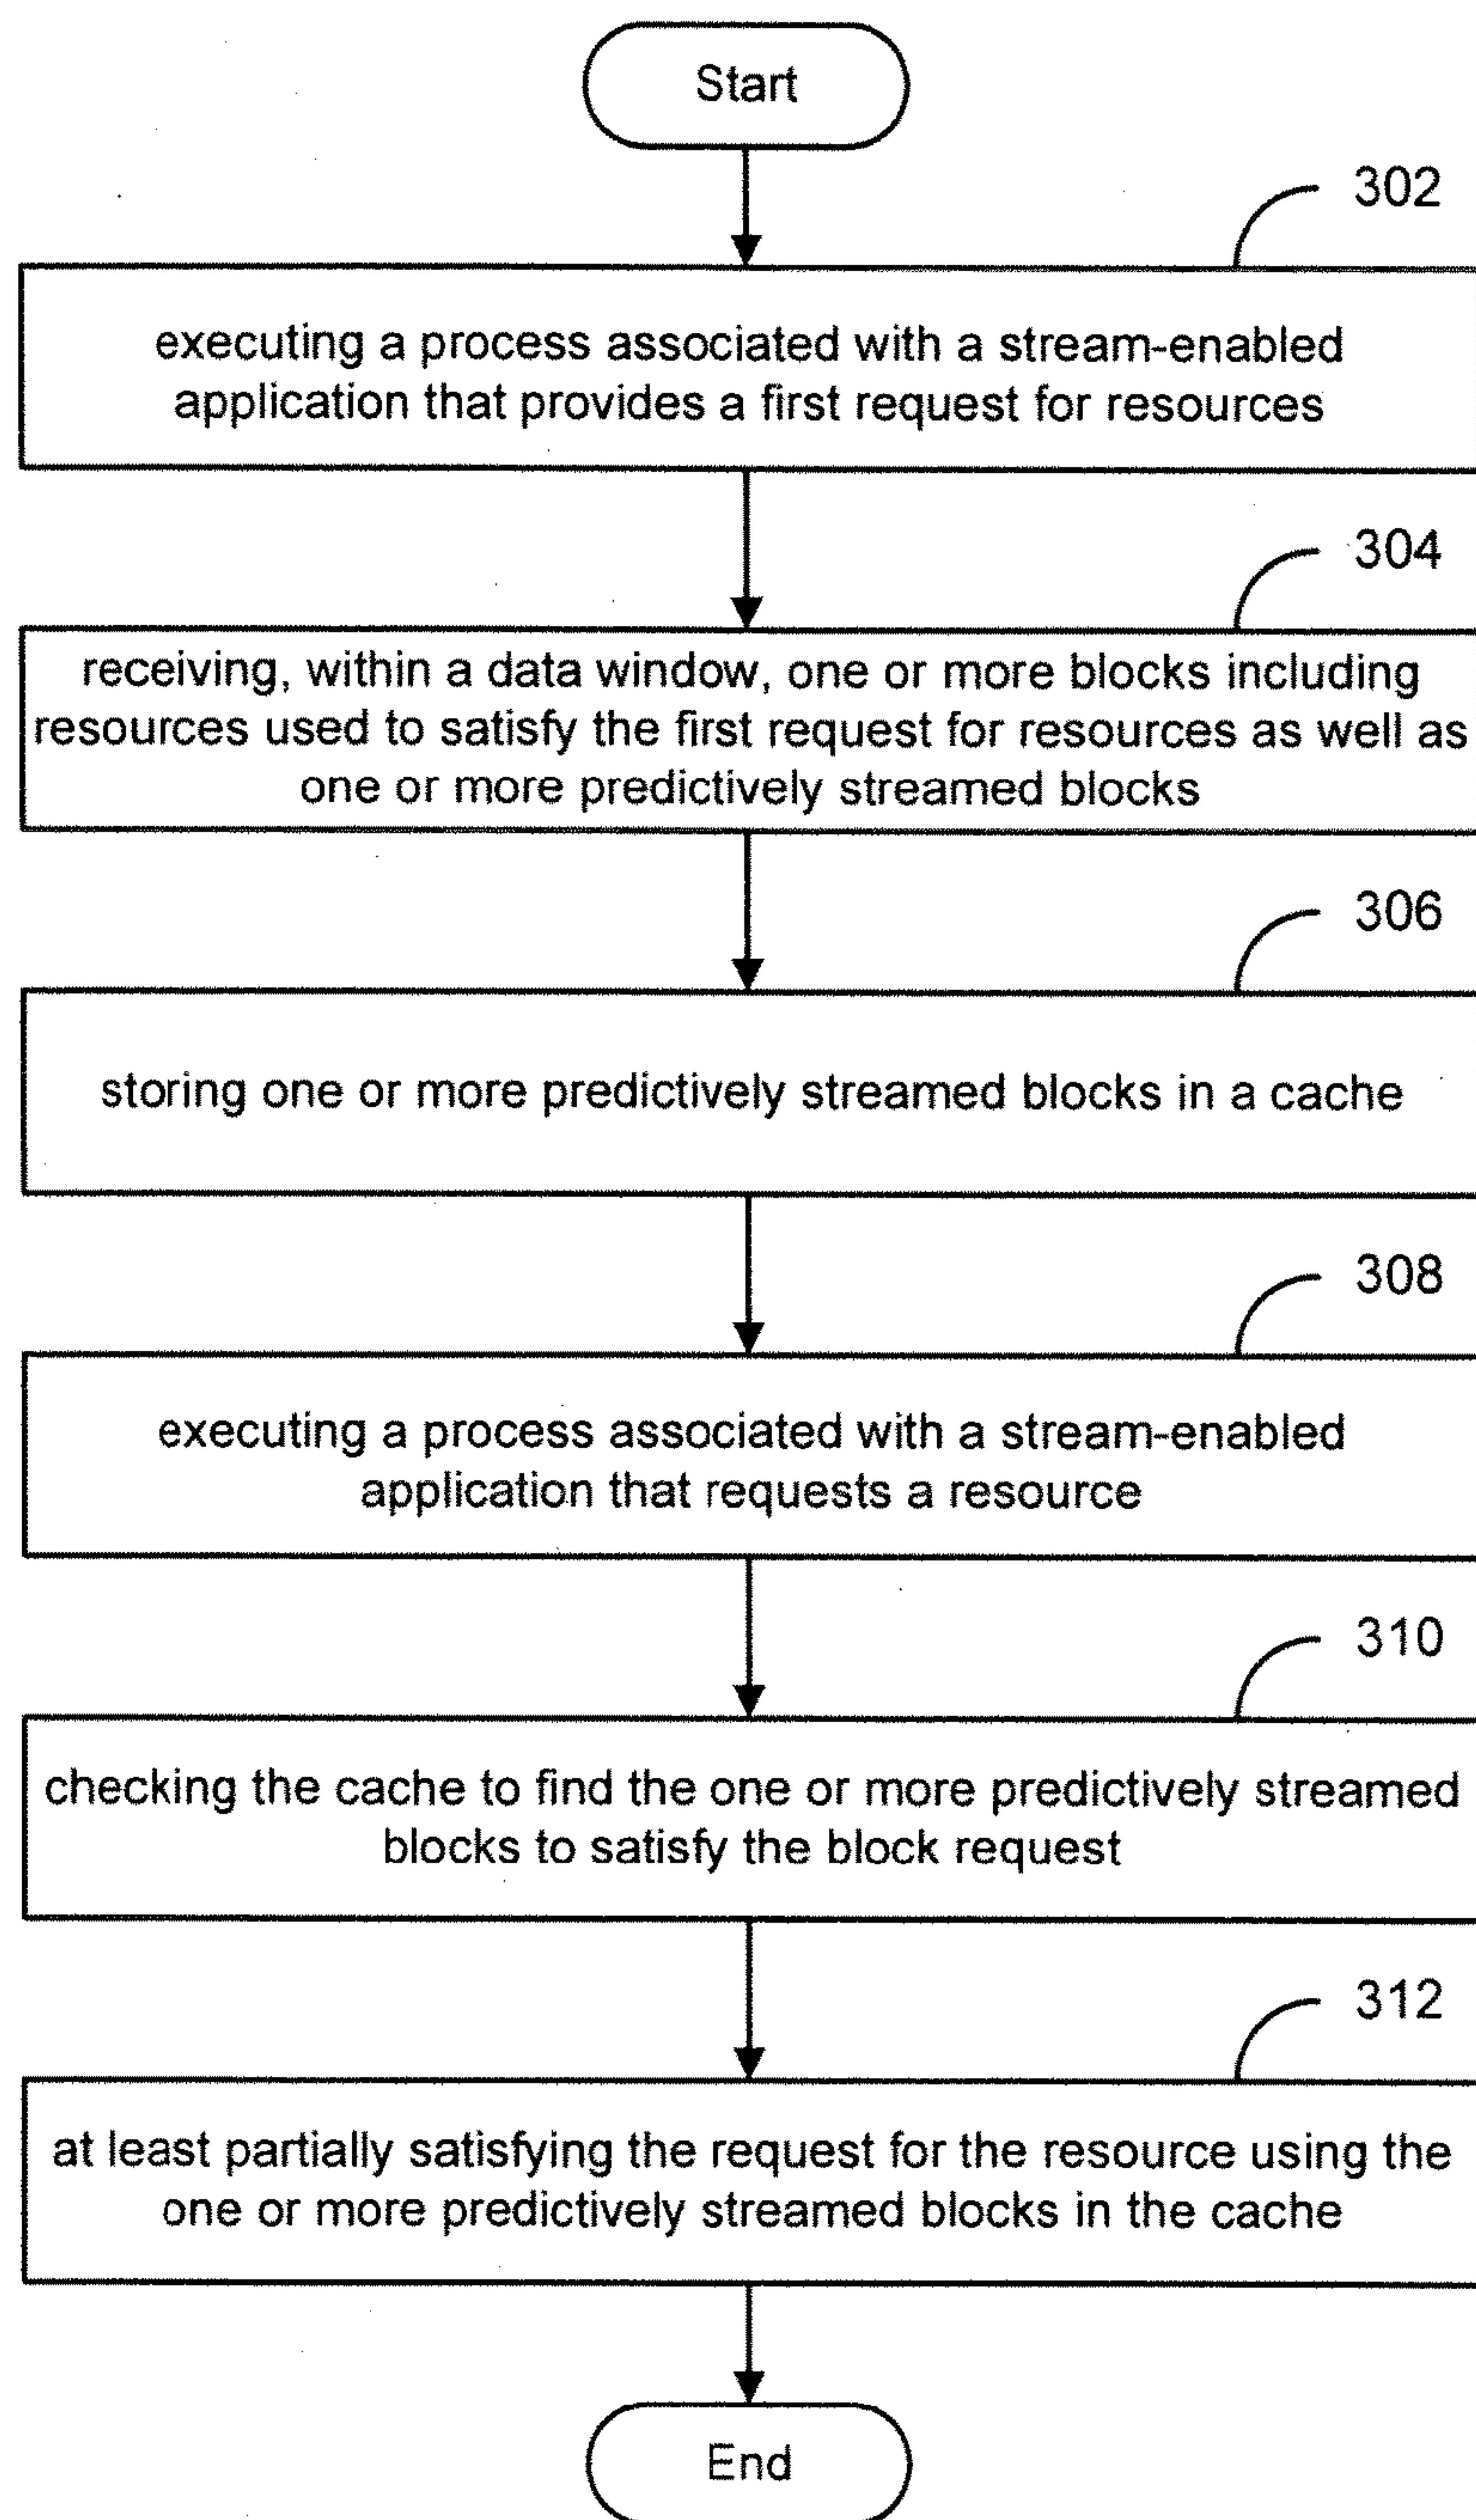 Start
302
executing a process associated with a stream-enabled
application that provides a first request for resources
304
receiving, within a data window, one or more blocks including
resources used to satisfy the first request for resources as well as
one or more predictively streamed blocks
306
storing one or more predictively streamed blocks in a cache
308
executing a process associated with a stream-enabled
application that requests a resource
310
checking the cache to find the one or more predictively streamed
blocks to satisfy the block request
312
at least partially satisfying the request for the resource using the
one or more predictively streamed blocks in the cache
End